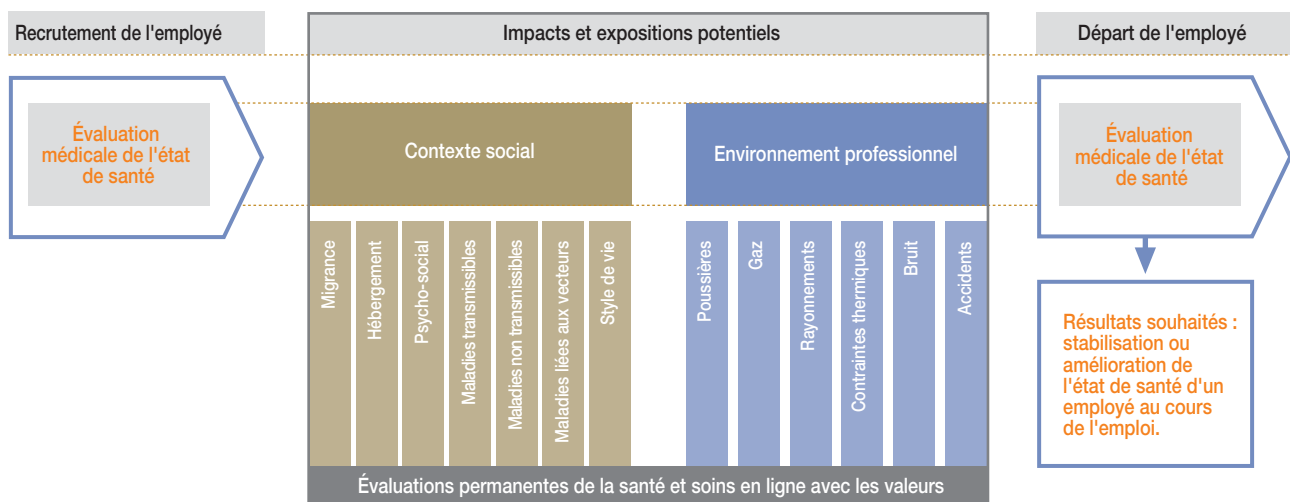 Recrutement de l'employé
Impacts et expositions potentiels
Départ de l'employé
Évaluation
médicale de l'état
de santé
Contexte social
Environnement professionnel
Évaluation
médicale de l'état
de santé
Migrance
Hébergement
Psycho-social
Maladies transmissibles
Maladies non transmissibles
Maladies liées aux vecteurs
Style de vie
Poussières
Gaz
Rayonnements
Contraintes thermiques
Bruit
Accidents
Résultats souhaités :
stabilisation ou
amélioration de
l'état de santé d'un
employé au cours
de l'emploi.
Évaluations permanentes de la santé et soins en ligne avec les valeurs